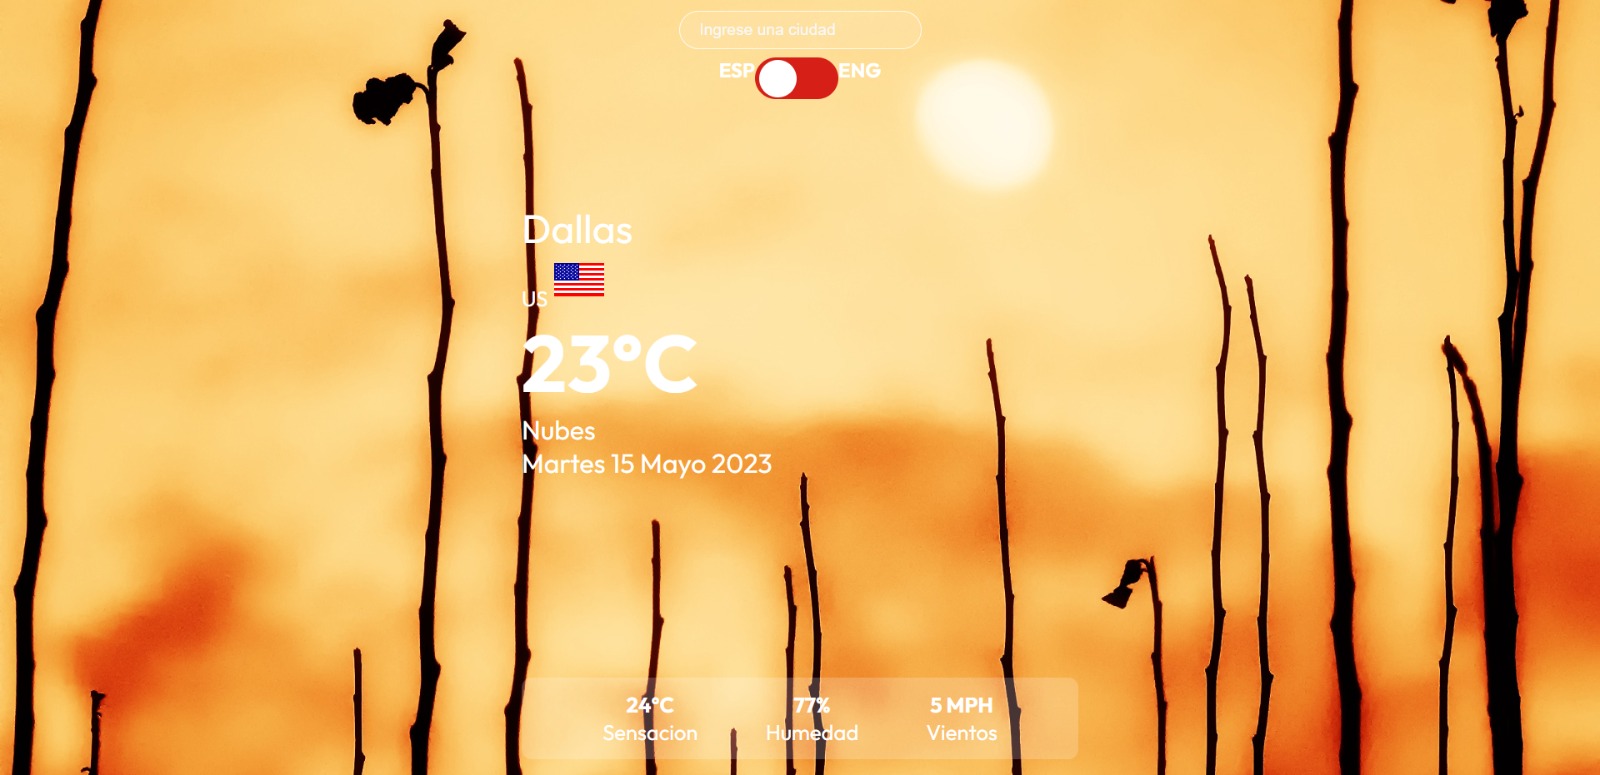 Ingrese una ciudad
ESP ENG
Dallas
US
23°C
Nubes
Martes 15 Mayo 2023
24°C 77% 5 MPH
Sensacion Humedad Vientos